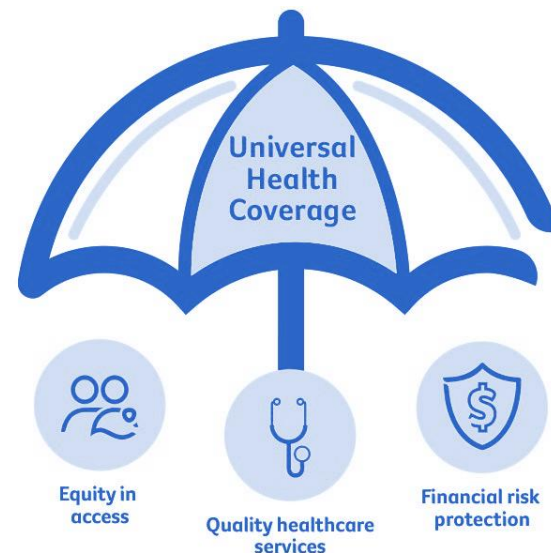 Universal
Health
Coverage
Equity in
access
Quality healthcare
services
Financial risk
protection